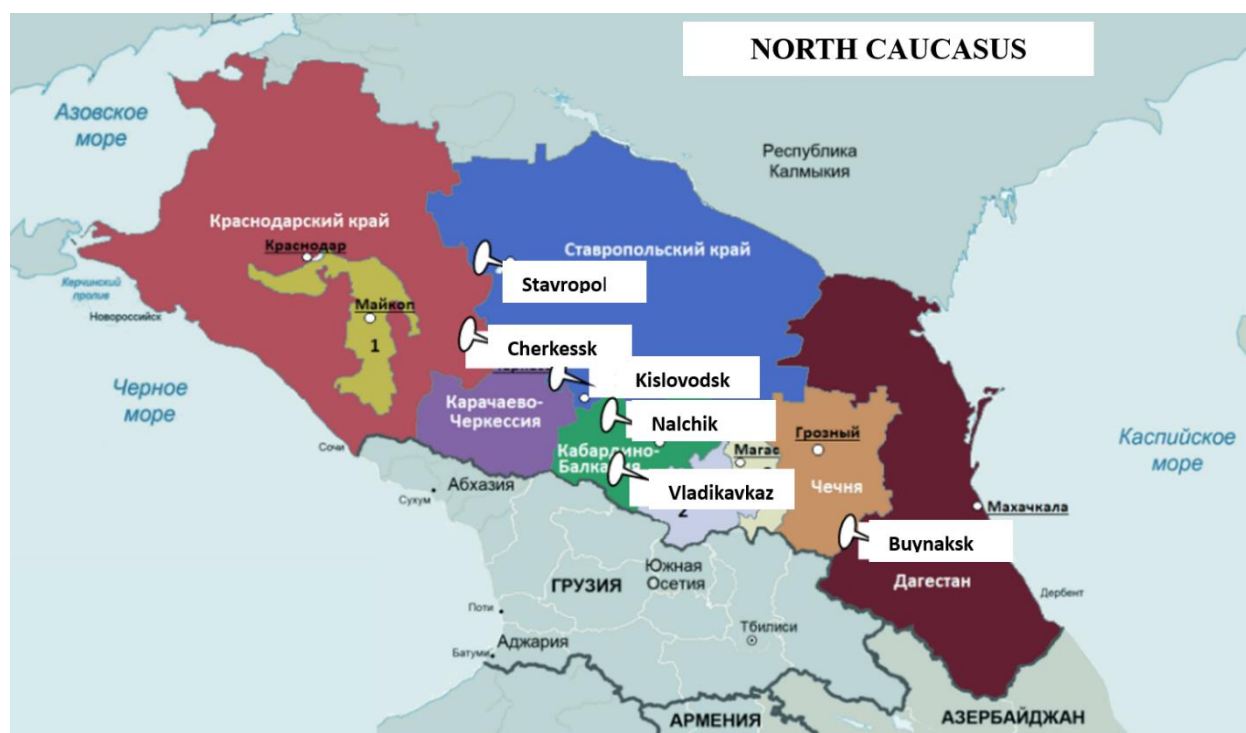 NORTH CAUCASUS
Азовское
море
Республика
Калмыкия
Краснодарский край
Краснодар
Ставропольский край
Stavropol
Керчинский
пролив
Новороссийск
Майкоп
1
Cherkessk
Kislovodsk
Черное
море
Карачаево-
Черкессия
Nalchik
Кабардино-
Балкария
Магас
Грозный
Каспийское
море
Сочи
Абхазия
Сухум
Vladikavkaz
2
Чечня
Махачкала
Buynaksk
Дагестан
Южная
Осетия
ГРУЗИЯ
Дербент
Поти
Тбилиси
Аджария
Батуми
АРМЕНИЯ
АЗЕРБАЙДЖАН